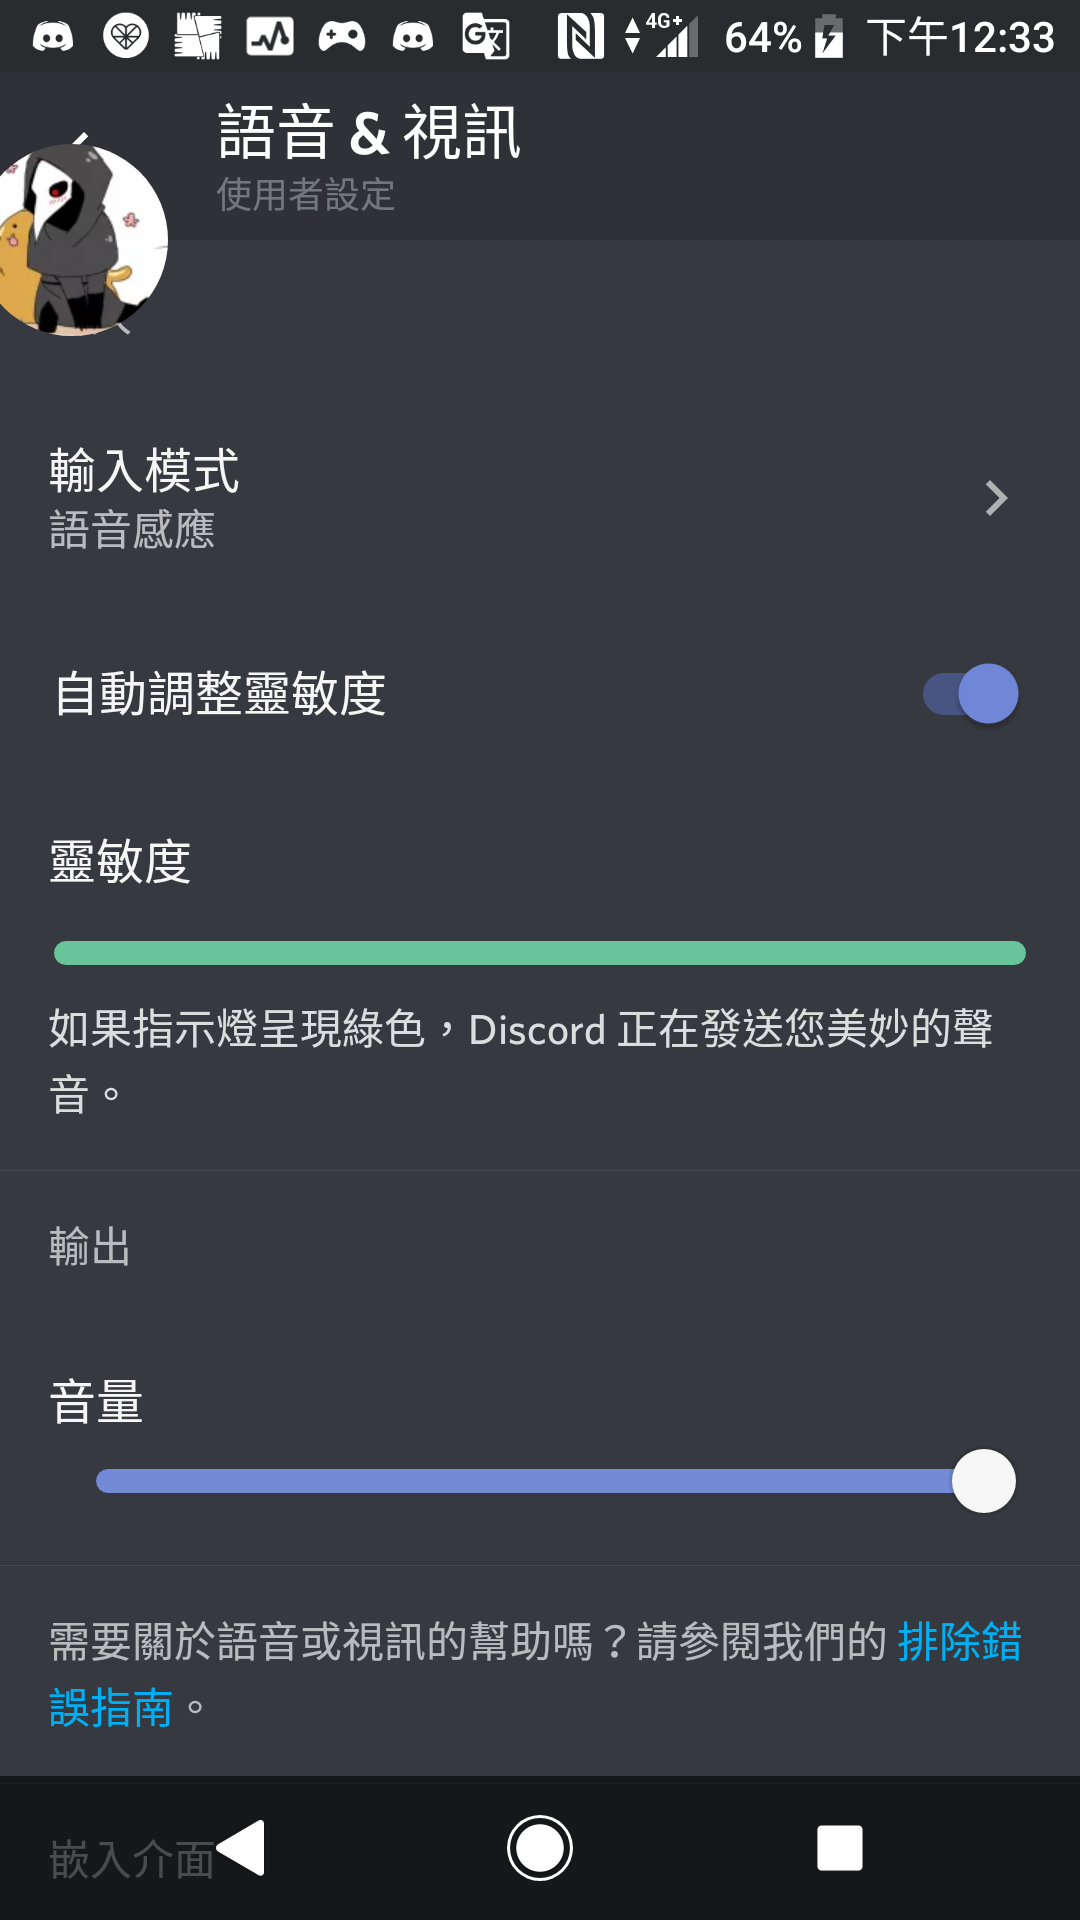 4G+ 64% 下午12:33
語音 & 視訊
使用者設定
輸入模式
語音感應
自動調整靈敏度
靈敏度
如果指示燈呈現綠色，Discord 正在發送您美妙的聲
音。
輸出
音量
需要關於語音或視訊的幫助嗎？請參閱我們的 排除錯
誤指南。
嵌入介面